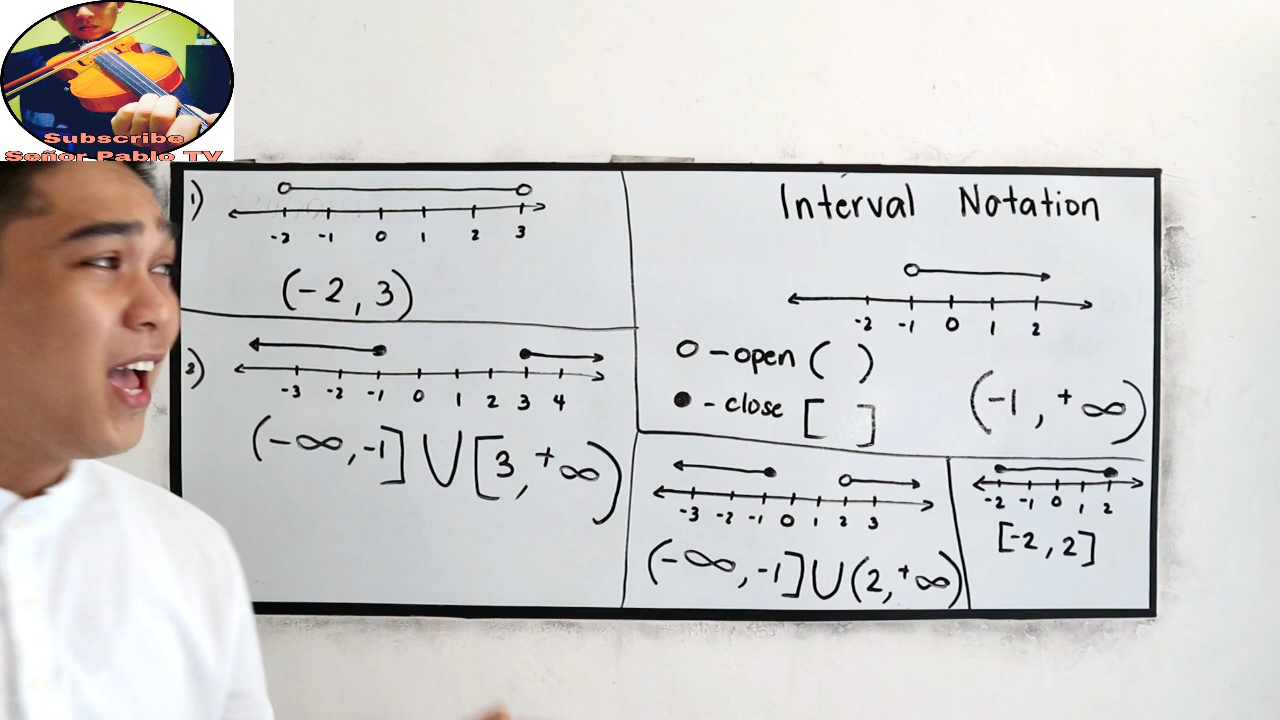 Subscribe
Señor Pablo TV
1)
-2 -1 0 1 2 3
(-2, 3)
2)
-3 -2 -1 0 1 2 3 4
(-∞, -1] ∪ [3, +∞)
Interval Notation
-2 -1 0 1 2
○ - open ( )
● - close [ ]
(-1, +∞)
-3 -2 -1 0 1 2 3
(-∞, -1] ∪ (2, +∞)
-2 -1 0 1 2
[-2, 2]